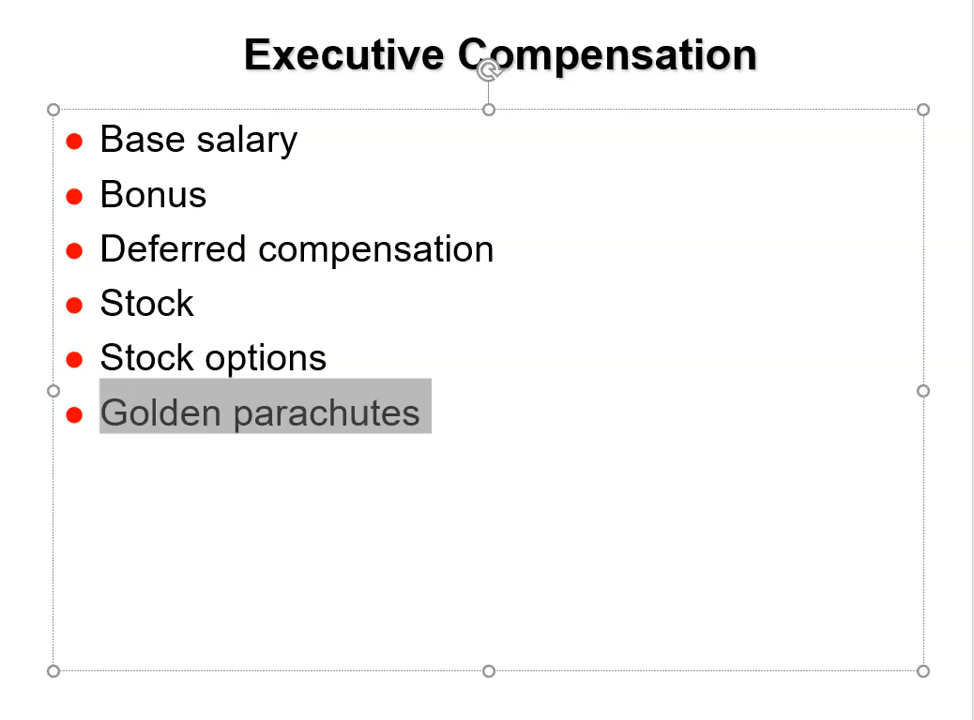 Executive Compensation
● Base salary
● Bonus
● Deferred compensation
● Stock
● Stock options
● Golden parachutes